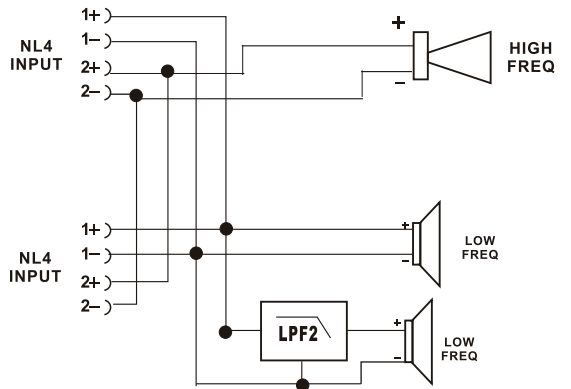 1+
1−
NL4
INPUT
2+
2−
+
−
HIGH
FREQ
1+
1−
NL4
INPUT
2+
2−
+
−
LOW
FREQ
LPF2
+
−
LOW
FREQ